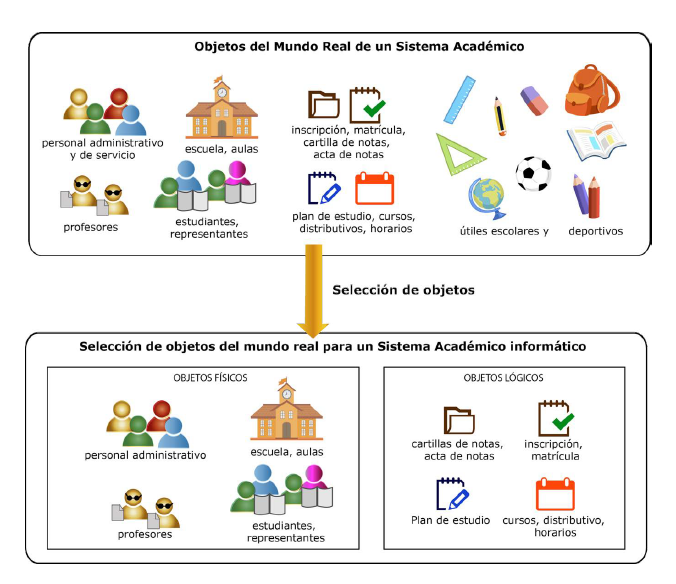 Objetos del Mundo Real de un Sistema Académico
personal administrativo
y de servicio
escuela, aulas
inscripción, matrícula,
cartilla de notas,
acta de notas
profesores
estudiantes,
representantes
plan de estudio, cursos,
distributivos, horarios
útiles escolares y deportivos
Selección de objetos
Selección de objetos del mundo real para un Sistema Académico informático
OBJETOS FÍSICOS
personal administrativo
escuela, aulas
profesores
estudiantes,
representantes
OBJETOS LÓGICOS
cartillas de notas,
acta de notas
inscripción,
matrícula
Plan de estudio
cursos, distributivo,
horarios